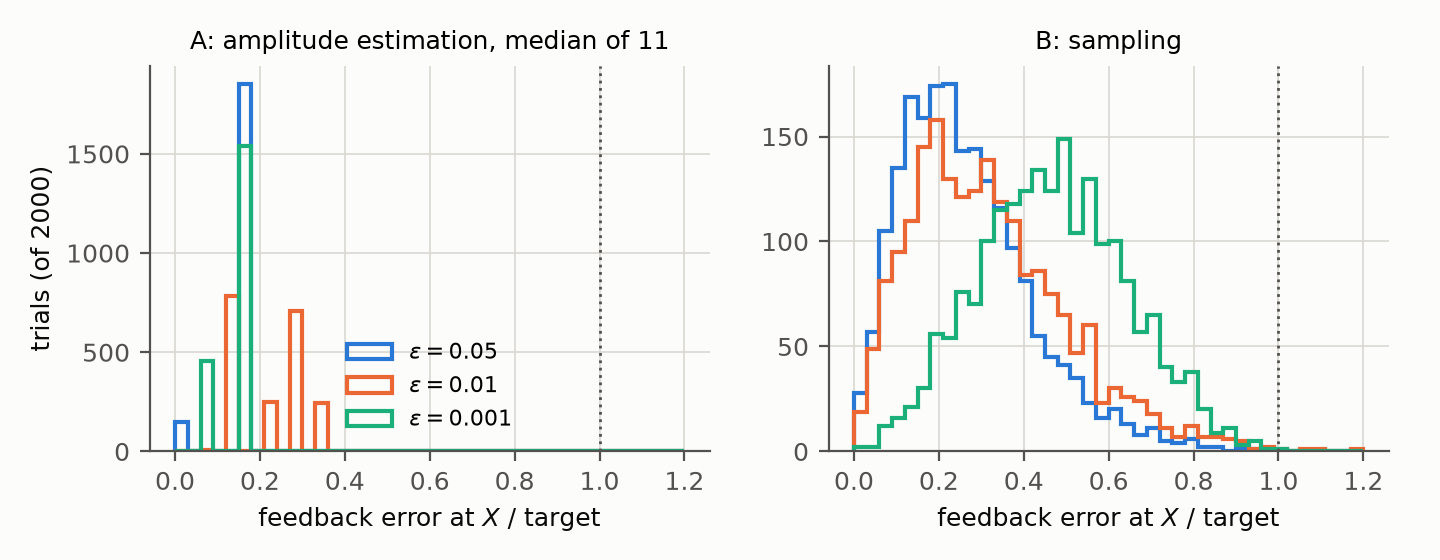 A: amplitude estimation, median of 11
trials (of 2000)
1500
1000
500
0
ε = 0.05
ε = 0.01
ε = 0.001
0.0 0.2 0.4 0.6 0.8 1.0 1.2
feedback error at X / target
B: sampling
150
100
50
0
0.0 0.2 0.4 0.6 0.8 1.0 1.2
feedback error at X / target